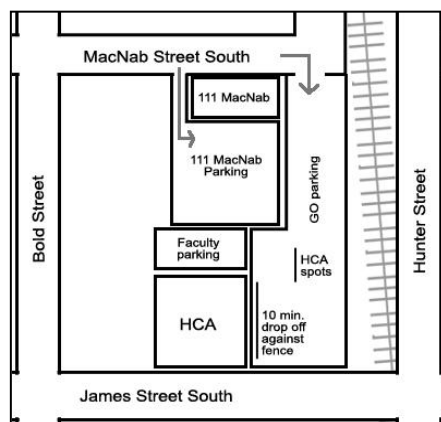 MacNab Street South
111 MacNab
111 MacNab
Parking
GO parking
Bold Street
Hunter Street
Faculty
parking
HCA
spots
HCA
10 min.
drop off
against
fence
James Street South